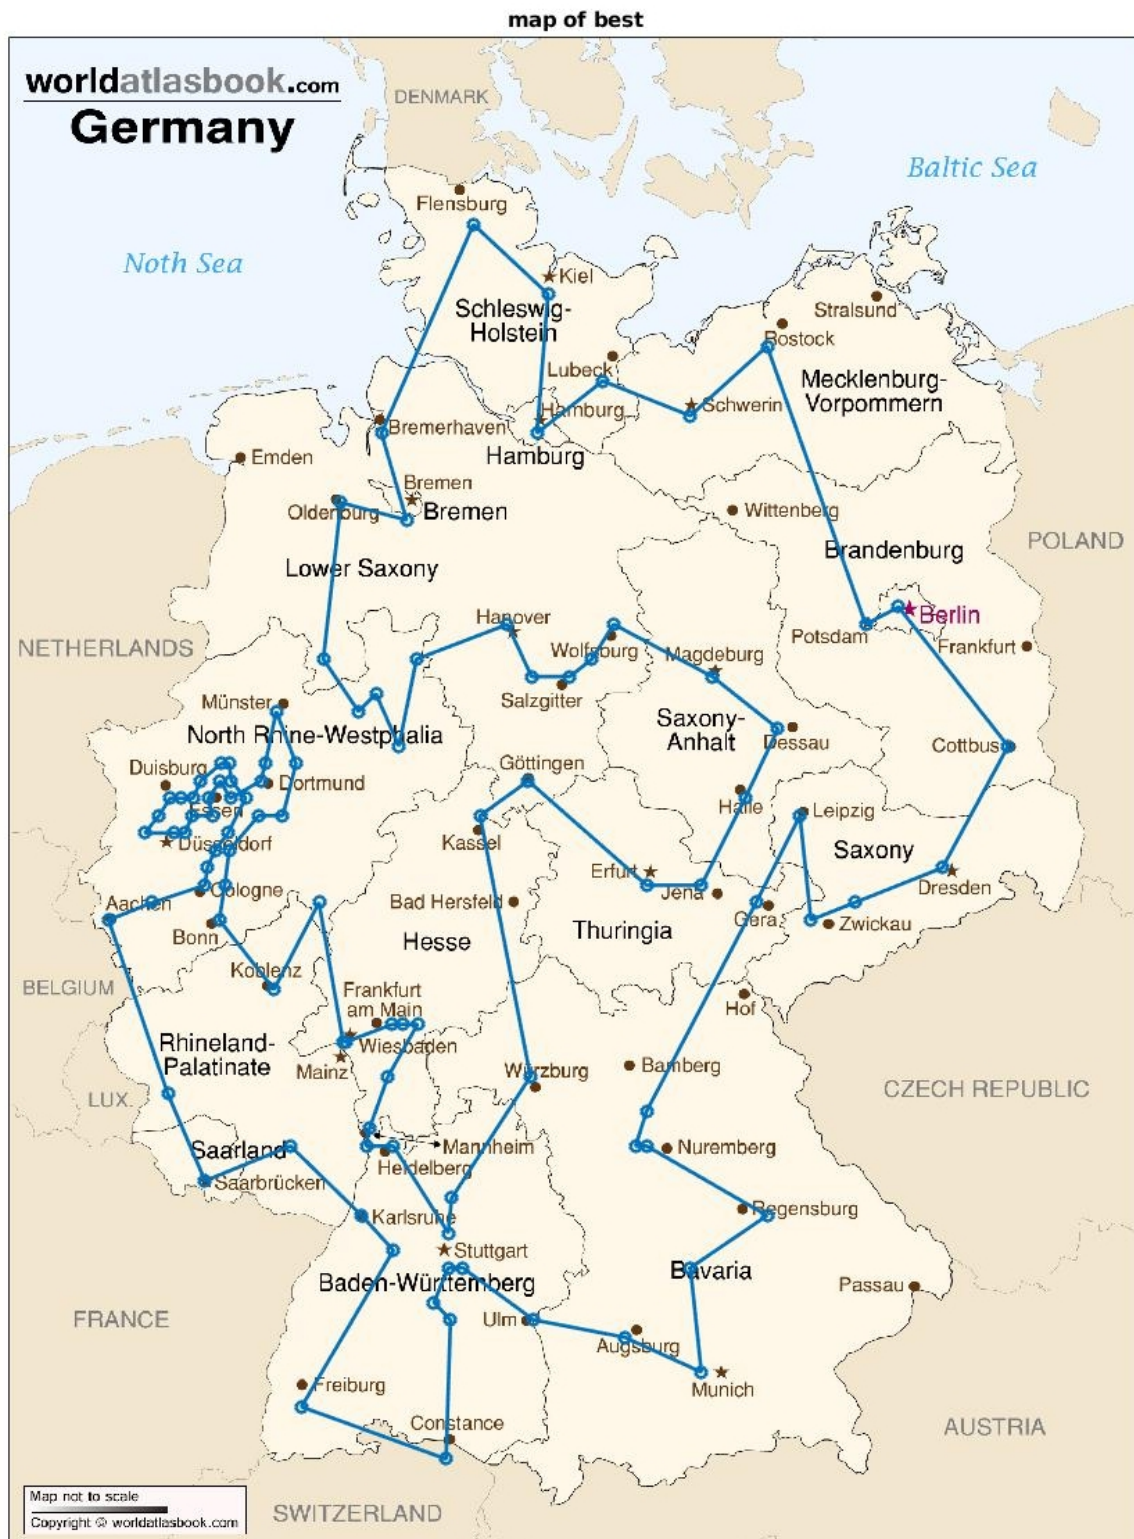 map of best
worldatlasbook.com
Germany
DENMARK
Baltic Sea
Noth Sea
Flensburg
Kiel
Schleswig-
Holstein
Stralsund
Rostock
Lubeck
Mecklenburg-
Vorpommern
Schwerin
Hamburg
Bremerhaven
Hamburg
Emden
Bremen
Oldenburg
Bremen
Wittenberg
Brandenburg
POLAND
Lower Saxony
Hanover
Berlin
Potsdam
NETHERLANDS
Wolfsburg
Magdeburg
Frankfurt
Salzgitter
Münster
North Rhine-Westphalia
Saxony-
Anhalt
Dessau
Cottbus
Duisburg
Göttingen
Dortmund
Essen
Halle
Leipzig
Düsseldorf
Kassel
Saxony
Erfurt
Dresden
Aachen
Cologne
Bad Hersfeld
Jena
Gera
Zwickau
Bonn
Hesse
Thuringia
BELGIUM
Koblenz
Frankfurt
am Main
Hof
Rhineland-
Palatinate
Wiesbaden
Mainz
Würzburg
Bamberg
CZECH REPUBLIC
LUX.
Saarland
Mannheim
Nuremberg
Heidelberg
Saarbrücken
Karlsruhe
Regensburg
Stuttgart
Baden-Württemberg
Bavaria
Passau
FRANCE
Ulm
Augsburg
Freiburg
Munich
Constance
AUSTRIA
Map not to scale
SWITZERLAND
Copyright © worldatlasbook.com